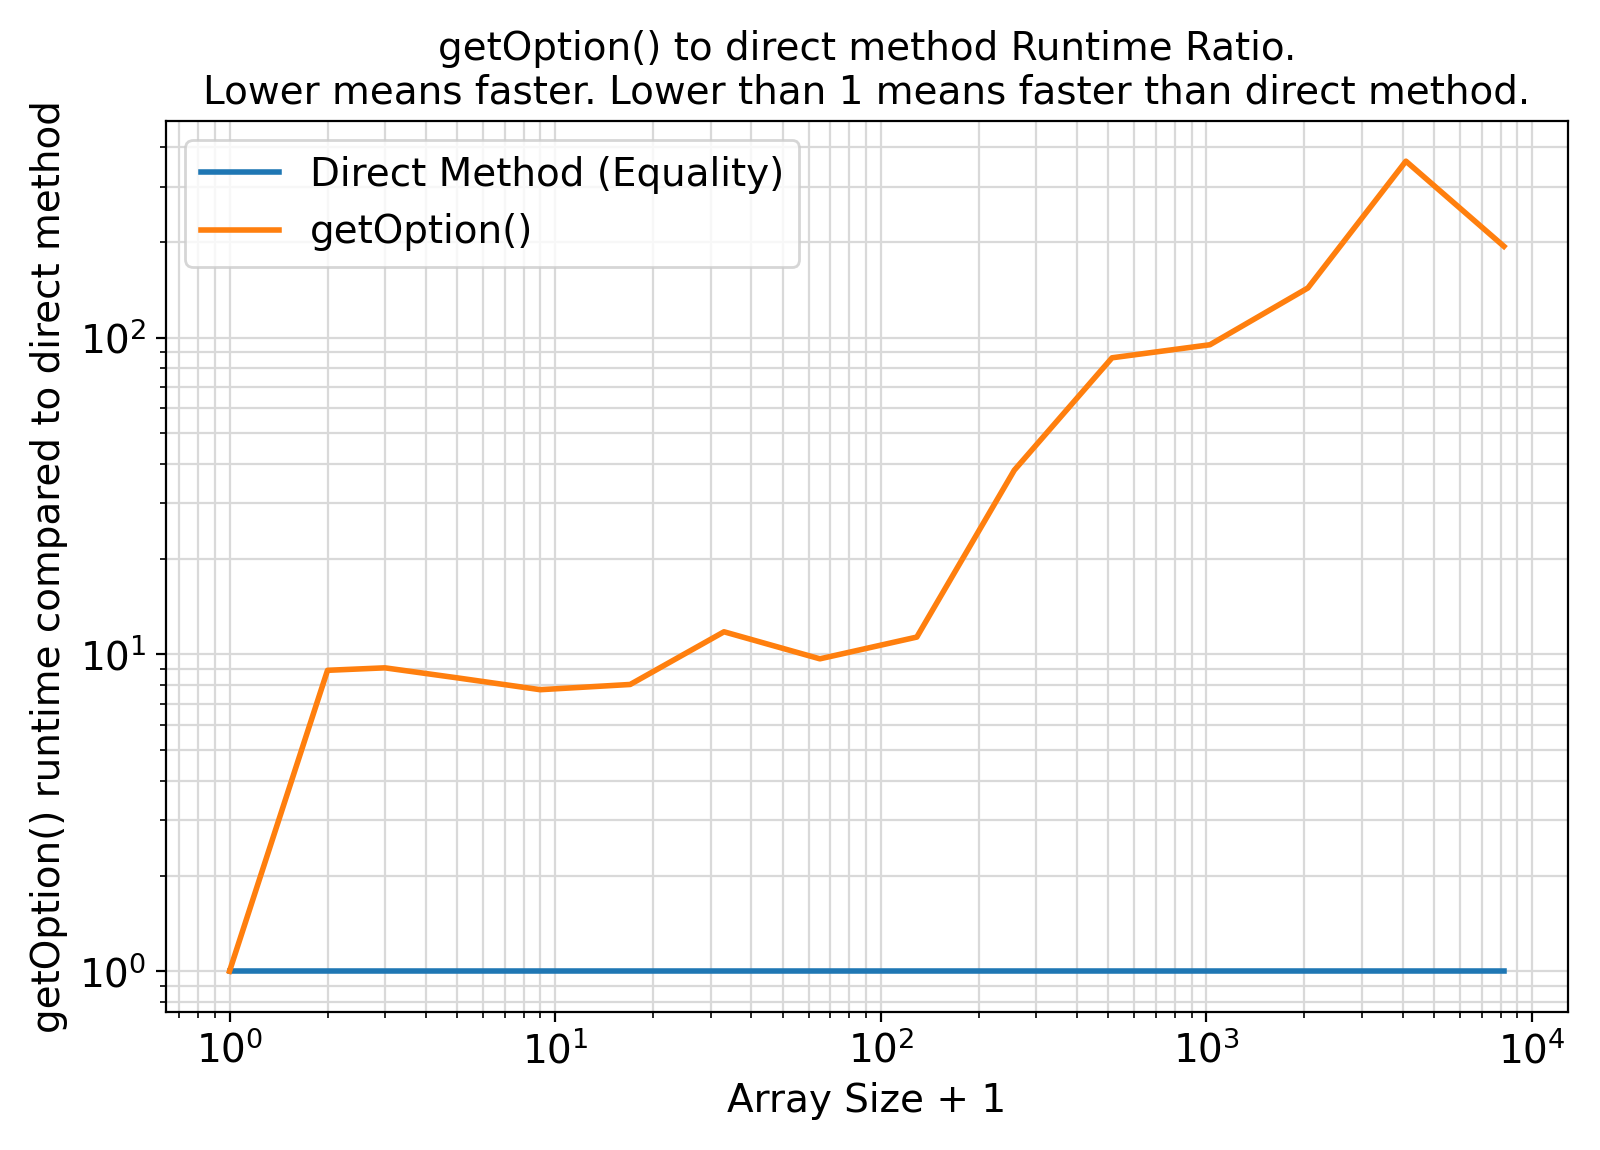 getOption() to direct method Runtime Ratio.
Lower means faster. Lower than 1 means faster than direct method.
getOption() runtime compared to direct method
Direct Method (Equality)
getOption()
10²
10¹
10⁰
10⁰ 10¹ 10² 10³ 10⁴
Array Size + 1